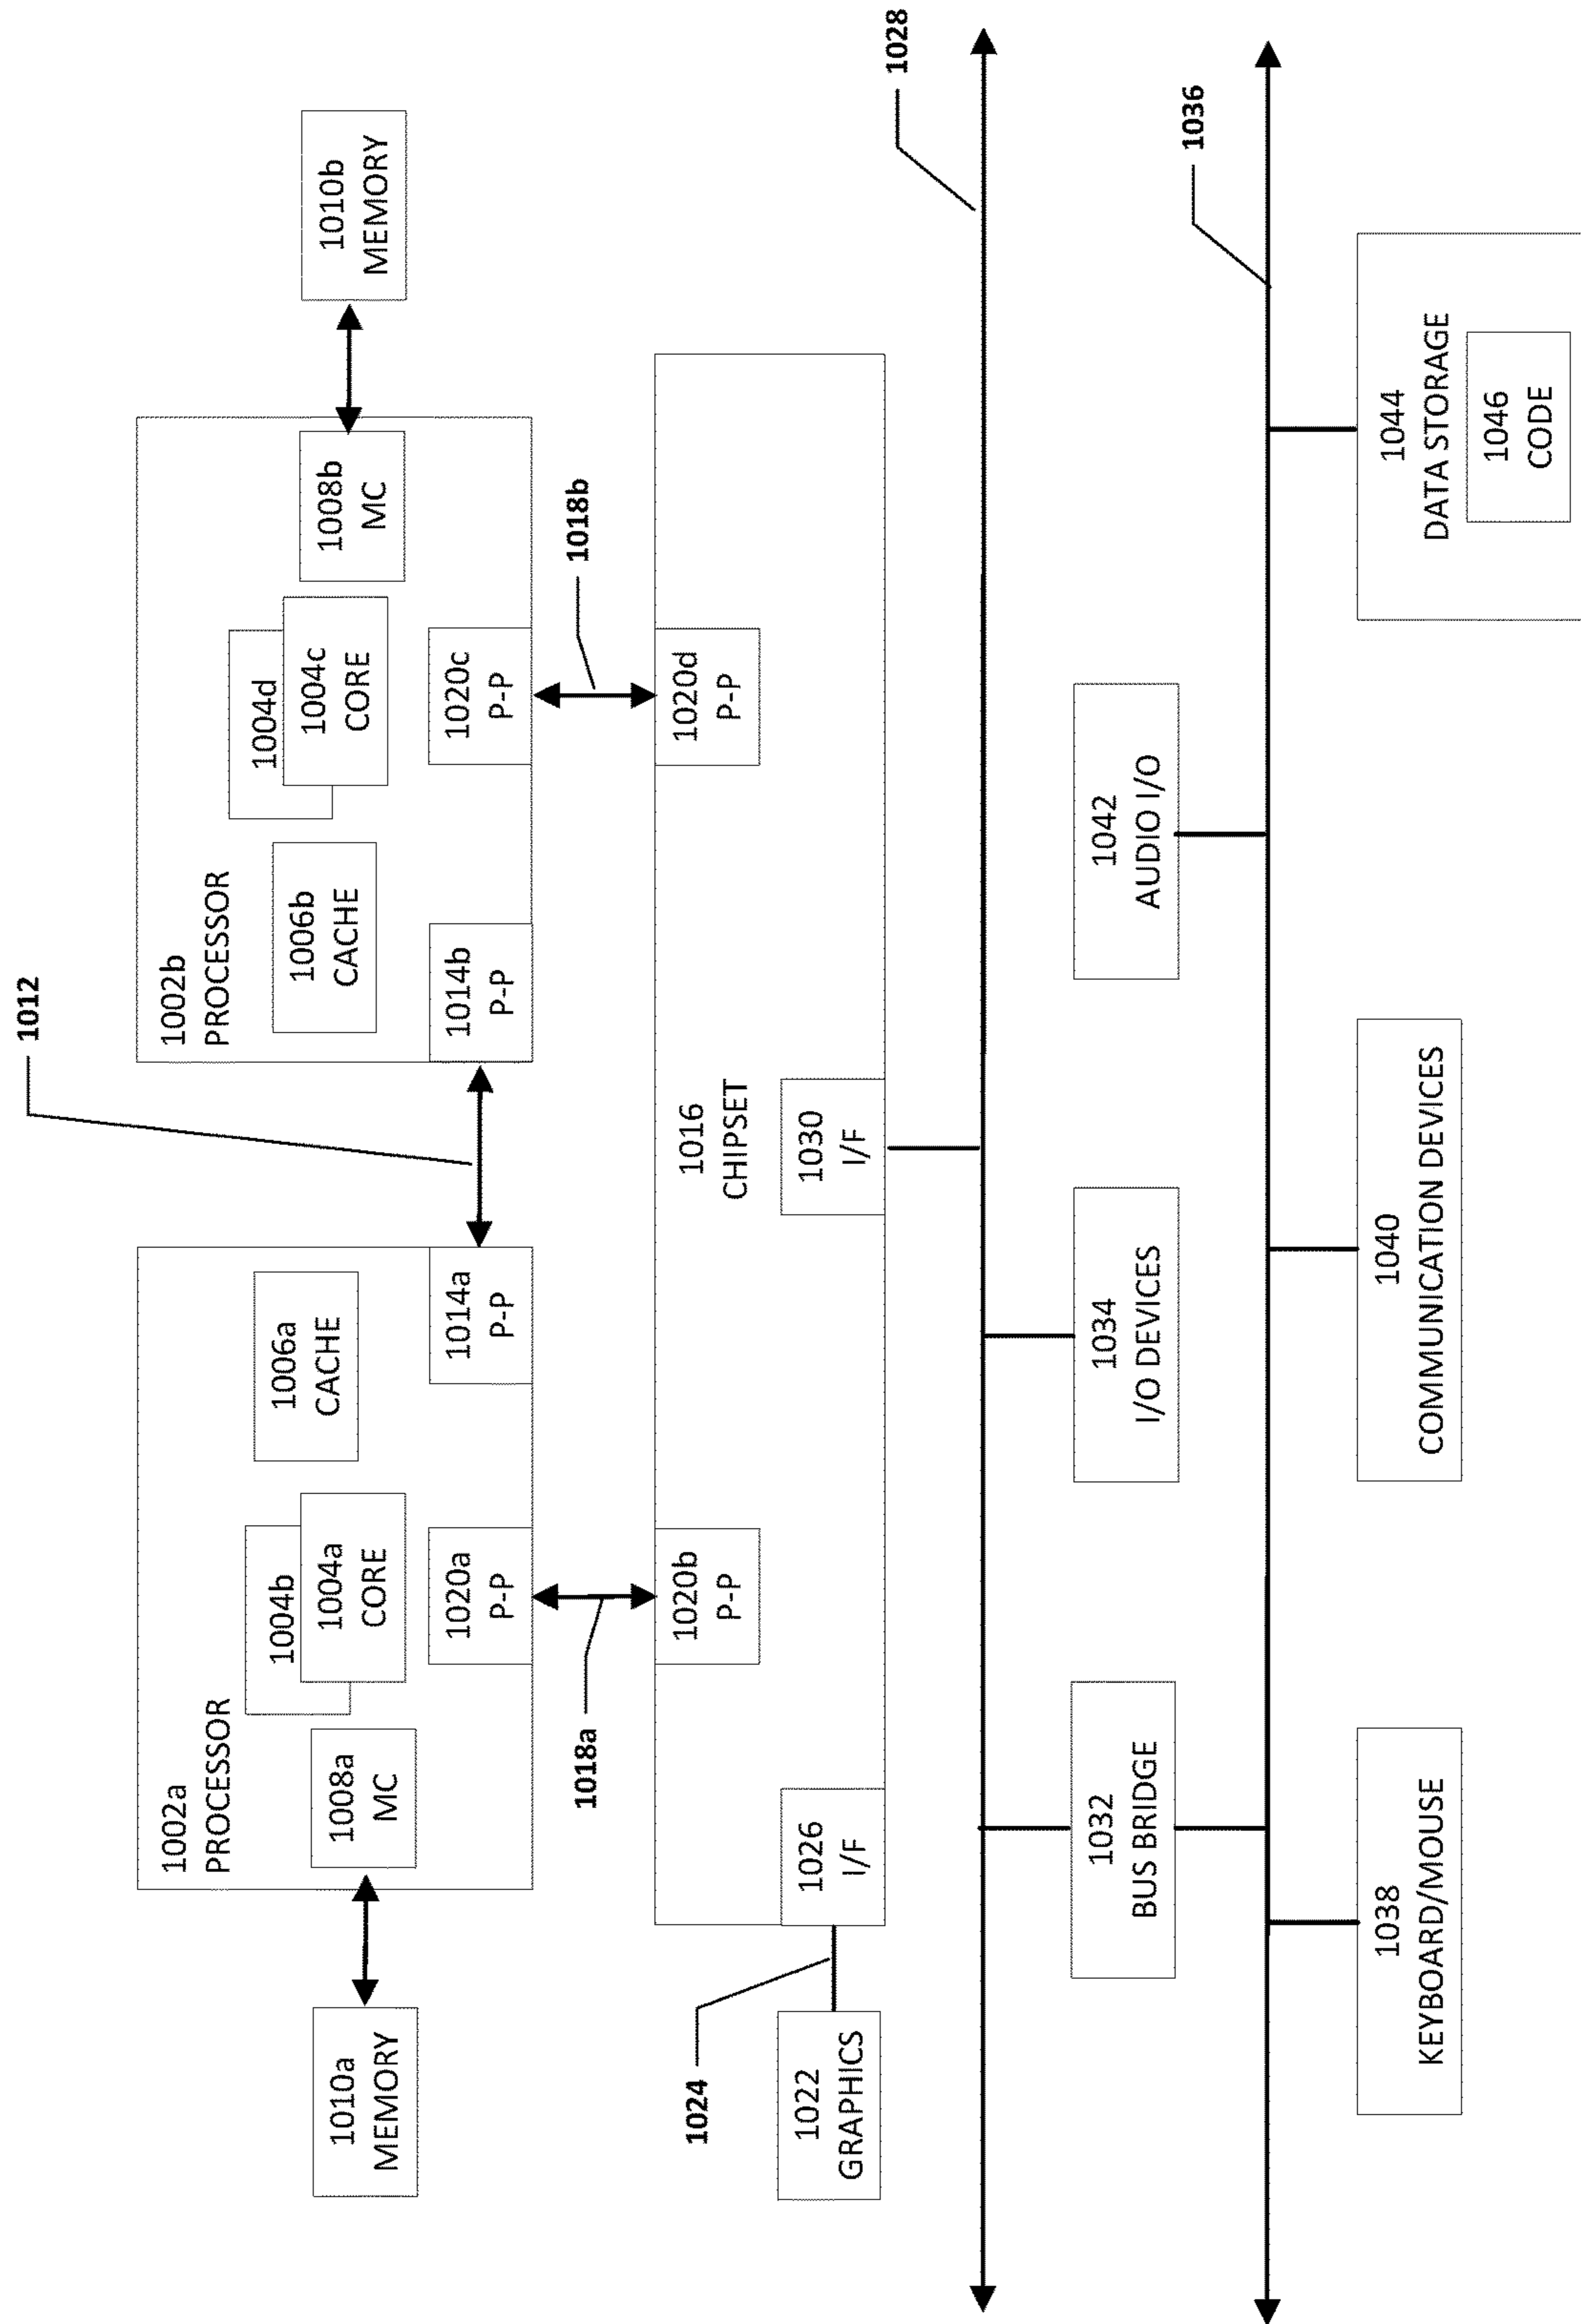 1012
1002a
PROCESSOR
1004b
1004a
CORE
1006a
CACHE
1008a
MC
1020a
P-P
1014a
P-P
1010a
MEMORY
1002b
PROCESSOR
1006b
CACHE
1004d
1004c
CORE
1008b
MC
1014b
P-P
1020c
P-P
1010b
MEMORY
1018a
1018b
1020b
P-P
1016
CHIPSET
1020d
P-P
1024
1022
GRAPHICS
1026
I/F
1030
I/F
1028
1032
BUS BRIDGE
1034
I/O DEVICES
1042
AUDIO I/O
1036
1038
KEYBOARD/MOUSE
1040
COMMUNICATION DEVICES
1044
DATA STORAGE
1046
CODE